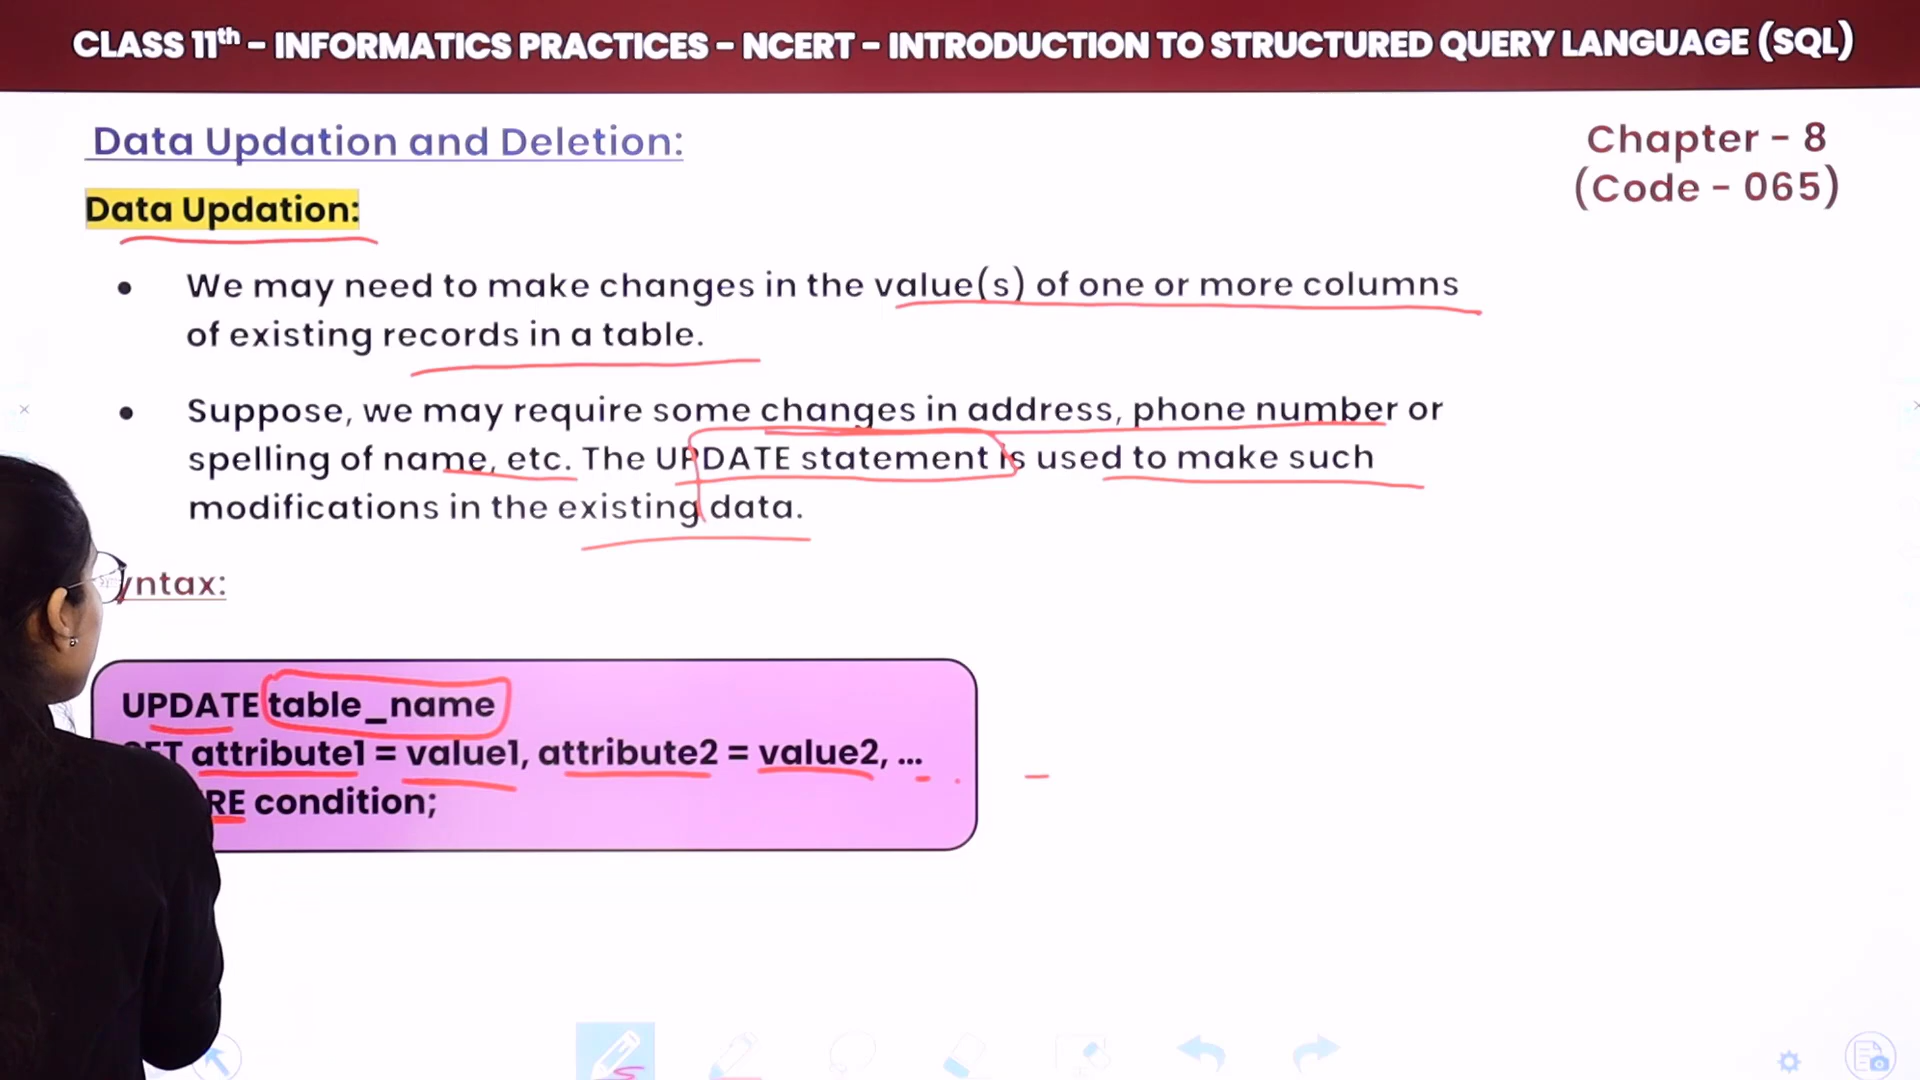 CLASS 11th – INFORMATICS PRACTICES – NCERT – INTRODUCTION TO STRUCTURED QUERY LANGUAGE (SQL)
Data Updation and Deletion:
Chapter - 8
(Code - 065)
Data Updation:
• We may need to make changes in the value(s) of one or more columns
of existing records in a table.
• Suppose, we may require some changes in address, phone number or
spelling of name, etc. The UPDATE statement is used to make such
modifications in the existing data.
yntax:
UPDATE table_name
ET attribute1 = value1, attribute2 = value2, ...
RE condition;